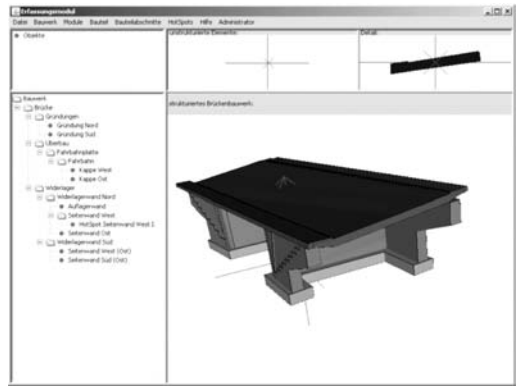 Erfassungsmodul
Datei Bauwerk Module Bauteil Bauteilabschnitte HotSpots Hilfe Administrator
Objekte
unstrukturierte Elemente:
Detail:
strukturiertes Brückenbauwerk:
Bauwerk
Brücke
Gründungen
Gründung Nord
Gründung Süd
Überbau
Fahrbahnplatte
Fahrbahn
Kappe West
Kappe Ost
Widerlager
Widerlagerwand Nord
Auflagerwand
Seitenwand West
HotSpot Seitenwand West 1
Seitenwand Ost
Widerlagerwand Süd
Seitenwand West (Ost)
Seitenwand Süd (Ost)